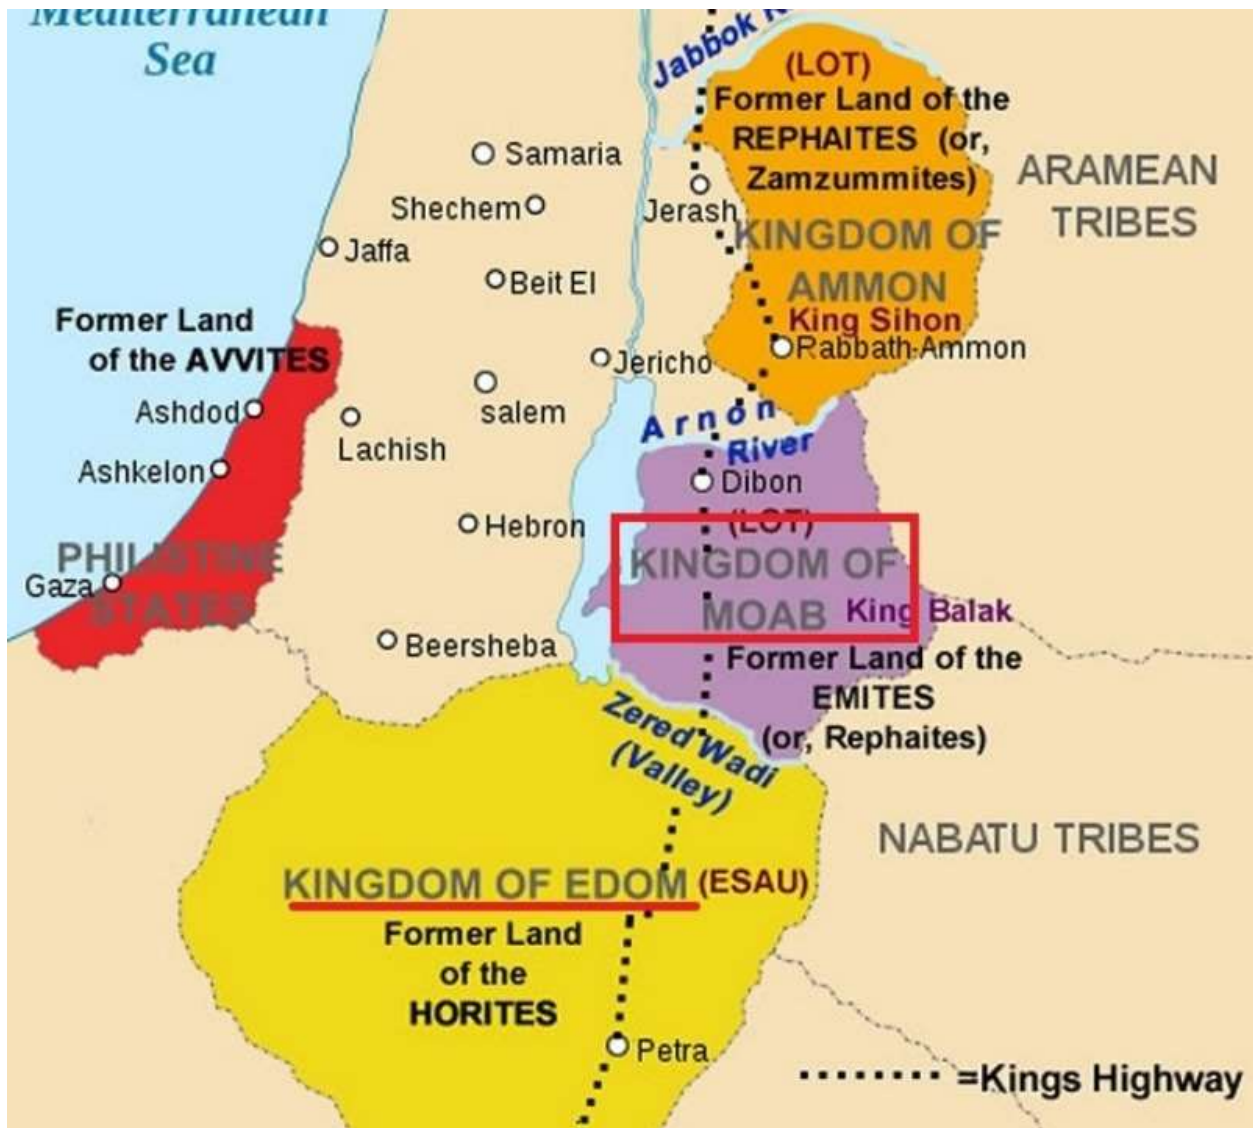 Mediterranean
Sea
Jabbok
(LOT)
Former Land of the
REPHAITES (or,
Zamzummites)
ARAMEAN
TRIBES
Samaria
Shechem
Jerash
KINGDOM OF
AMMON
Jaffa
Beit El
King Sihon
Rabbath-Ammon
Former Land
of the AVVITES
Jericho
Ashdod
salem
Lachish
Arnon
River
Ashkelon
Dibon
Hebron
(LOT)
KINGDOM OF
MOAB
King Balak
PHILISTINE
STATES
Gaza
Beersheba
Former Land of the
EMITES
(or, Rephaites)
Zered Wadi
(Valley)
NABATU TRIBES
KINGDOM OF EDOM (ESAU)
Former Land
of the
HORITES
Petra
=Kings Highway